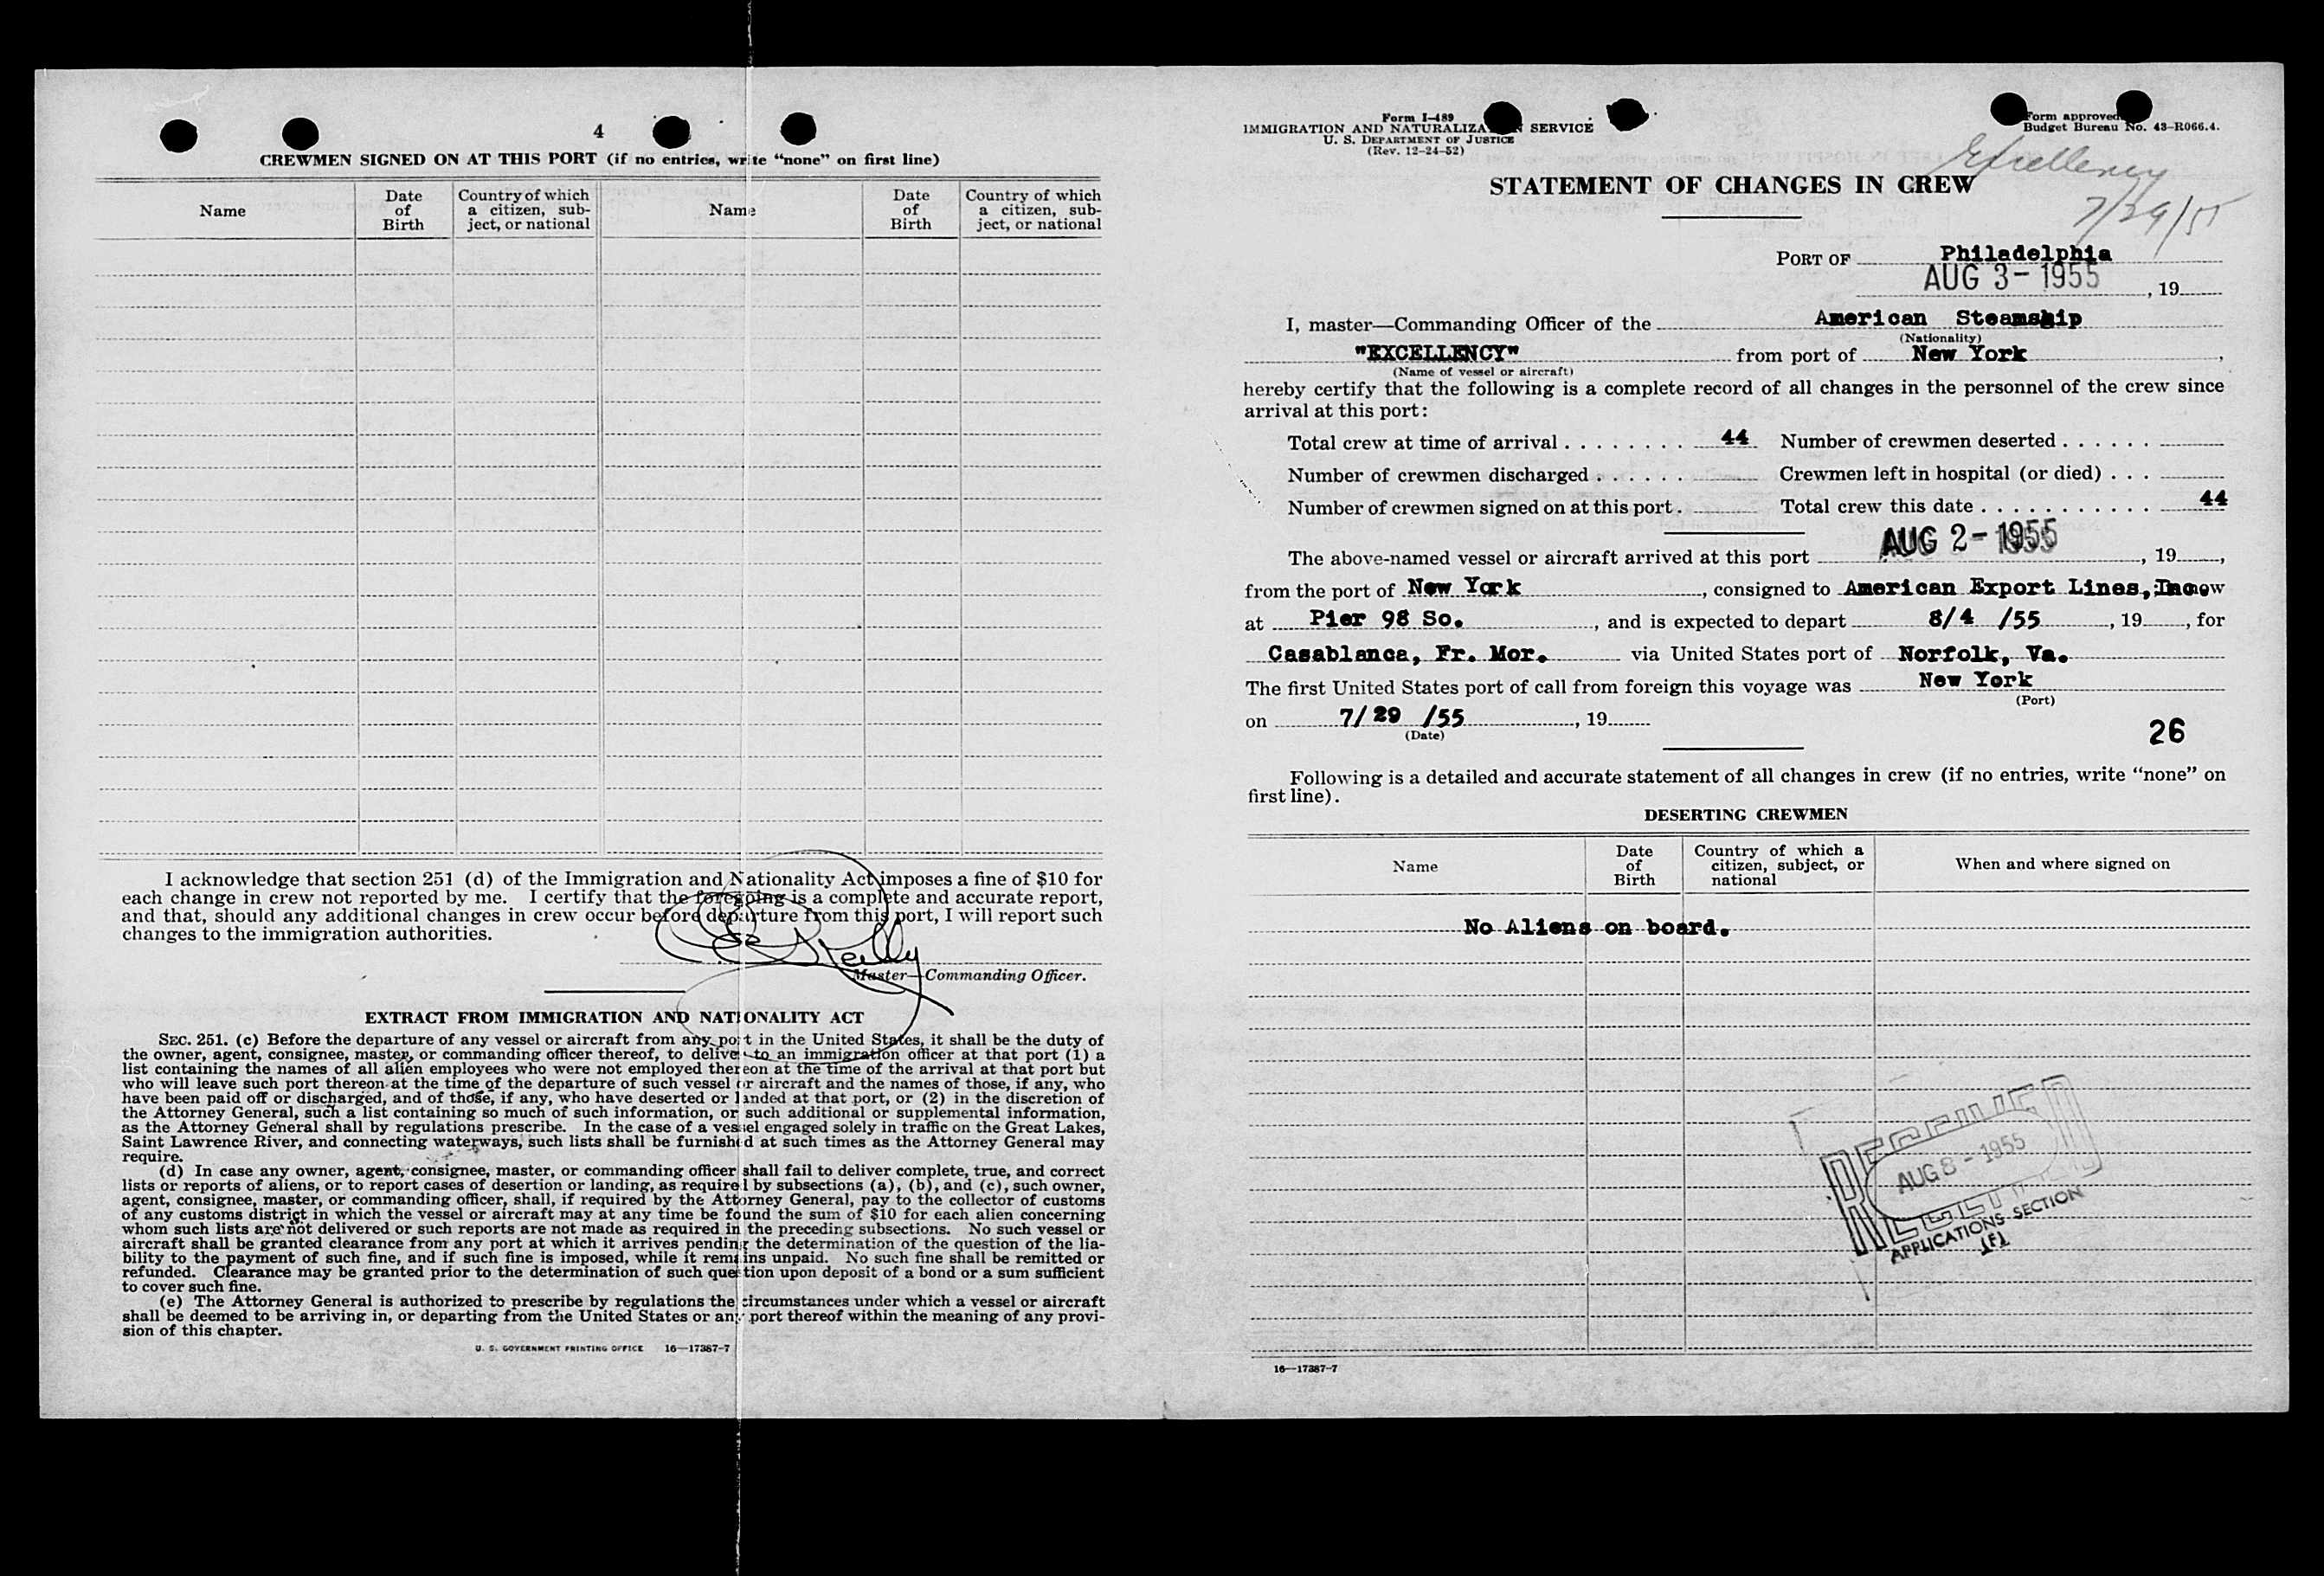 4
CREWMEN SIGNED ON AT THIS PORT (if no entries, write “none” on first line)
Name
Date of Birth
Country of which a citizen, subject, or national
Name
Date of Birth
Country of which a citizen, subject, or national
I acknowledge that section 251 (d) of the Immigration and Nationality Act imposes a fine of $10 for
each change in crew not reported by me. I certify that the foregoing is a complete and accurate report,
and that, should any additional changes in crew occur before departure from this port, I will report such
changes to the immigration authorities.
Reilly
Master—Commanding Officer.
EXTRACT FROM IMMIGRATION AND NATIONALITY ACT
SEC. 251. (c) Before the departure of any vessel or aircraft from any port in the United States, it shall be the duty of
the owner, agent, consignee, master, or commanding officer thereof, to deliver to an immigration officer at that port (1) a
list containing the names of all alien employees who were not employed thereon at the time of the arrival at that port but
who will leave such port thereon at the time of the departure of such vessel or aircraft and the names of those, if any, who
have been paid off or discharged, and of those, if any, who have deserted or landed at that port, or (2) in the discretion of
the Attorney General, such a list containing so much of such information, or such additional or supplemental information,
as the Attorney General shall by regulations prescribe. In the case of a vessel engaged solely in traffic on the Great Lakes,
Saint Lawrence River, and connecting waterways, such lists shall be furnished at such times as the Attorney General may
require.
(d) In case any owner, agent, consignee, master, or commanding officer shall fail to deliver complete, true, and correct
lists or reports of aliens, or to report cases of desertion or landing, as required by subsections (a), (b), and (c), such owner,
agent, consignee, master, or commanding officer, shall, if required by the Attorney General, pay to the collector of customs
of any customs district in which the vessel or aircraft may at any time be found the sum of $10 for each alien concerning
whom such lists are not delivered or such reports are not made as required in the preceding subsections. No such vessel or
aircraft shall be granted clearance from any port at which it arrives pending the determination of the question of the lia-
bility to the payment of such fine, and if such fine is imposed, while it remains unpaid. No such fine shall be remitted or
refunded. Clearance may be granted prior to the determination of such question upon deposit of a bond or a sum sufficient
to cover such fine.
(e) The Attorney General is authorized to prescribe by regulations the circumstances under which a vessel or aircraft
shall be deemed to be arriving in, or departing from the United States or any port thereof within the meaning of any provi-
sion of this chapter.
U. S. GOVERNMENT PRINTING OFFICE 16—17387-7
Form I-489
IMMIGRATION AND NATURALIZA SERVICE
U. S. DEPARTMENT OF JUSTICE
(Rev. 12-24-52)
Form approved
Budget Bureau No. 43-R066.4.
Excellency
7/29/55
STATEMENT OF CHANGES IN CREW
PORT OF Philadelphia
AUG 3 - 1955, 19
I, master—Commanding Officer of the American Steamship
(Nationality)
"EXCELLENCY" from port of New York,
(Name of vessel or aircraft)
hereby certify that the following is a complete record of all changes in the personnel of the crew since
arrival at this port:
Total crew at time of arrival 44 Number of crewmen deserted
Number of crewmen discharged Crewmen left in hospital (or died)
Number of crewmen signed on at this port Total crew this date 44
The above-named vessel or aircraft arrived at this port AUG 2 - 1955, 19,
from the port of New York, consigned to American Export Lines, Inc now
at Pier 98 So., and is expected to depart 8/4 /55, 19, for
Casablanca, Fr. Mor. via United States port of Norfolk, Va.
The first United States port of call from foreign this voyage was New York
(Port)
on 7/29 /55, 19
(Date)
26
Following is a detailed and accurate statement of all changes in crew (if no entries, write “none” on
first line).
DESERTING CREWMEN
Name
Date of Birth
Country of which a citizen, subject, or national
When and where signed on
No Aliens on board.
RECEIVED
AUG 8 - 1955
APPLICATIONS SECTION
(F)
16—17387-7